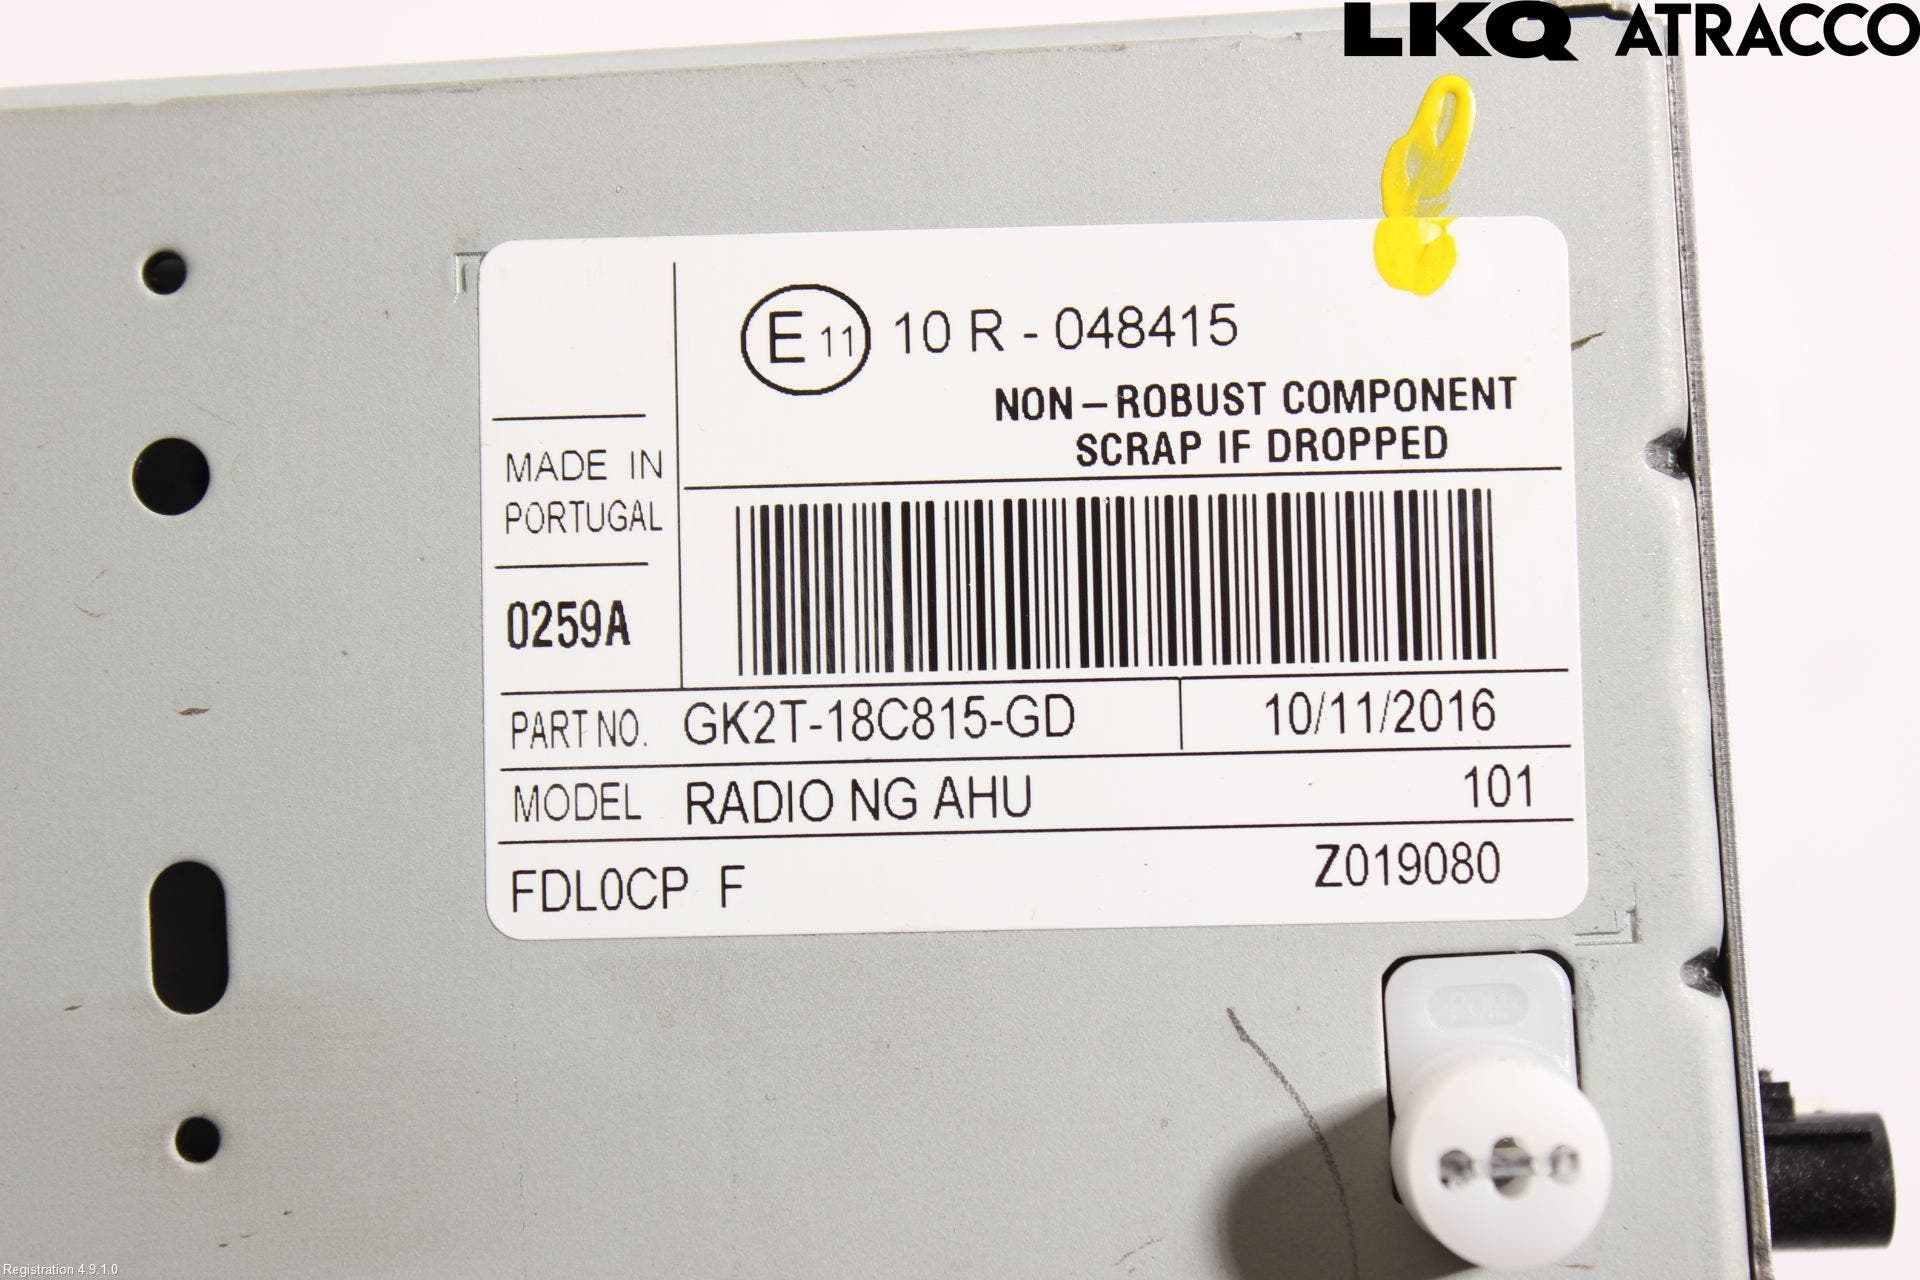 LKQ ATRACCO
E11 10 R - 048415
NON-ROBUST COMPONENT
SCRAP IF DROPPED
MADE IN
PORTUGAL
0259A
PART NO. GK2T-18C815-GD 10/11/2016
MODEL RADIO NG AHU 101
FDL0CP F Z019080
Registration 4.9.1.0